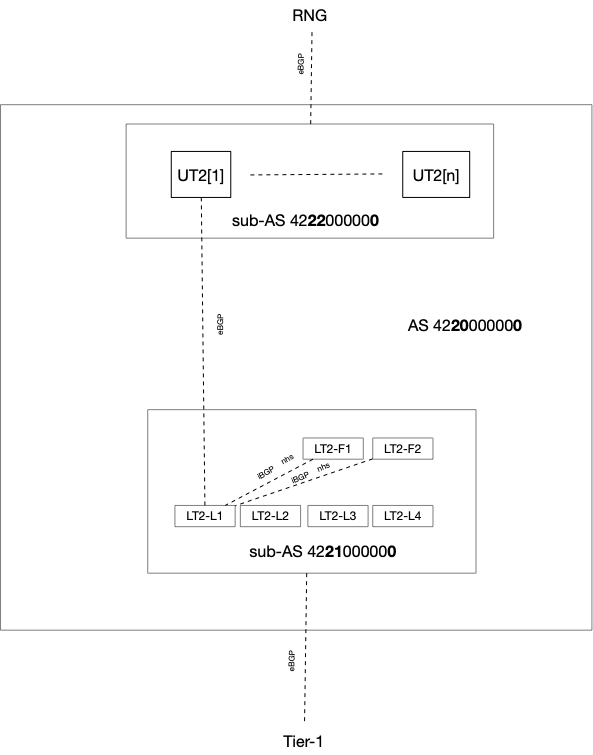 RNG
eBGP
UT2[1]
UT2[n]
sub-AS 4222000000
eBGP
AS 4220000000
LT2-F1
LT2-F2
iBGP nhs
iBGP nhs
LT2-L1
LT2-L2
LT2-L3
LT2-L4
sub-AS 4221000000
eBGP
Tier-1